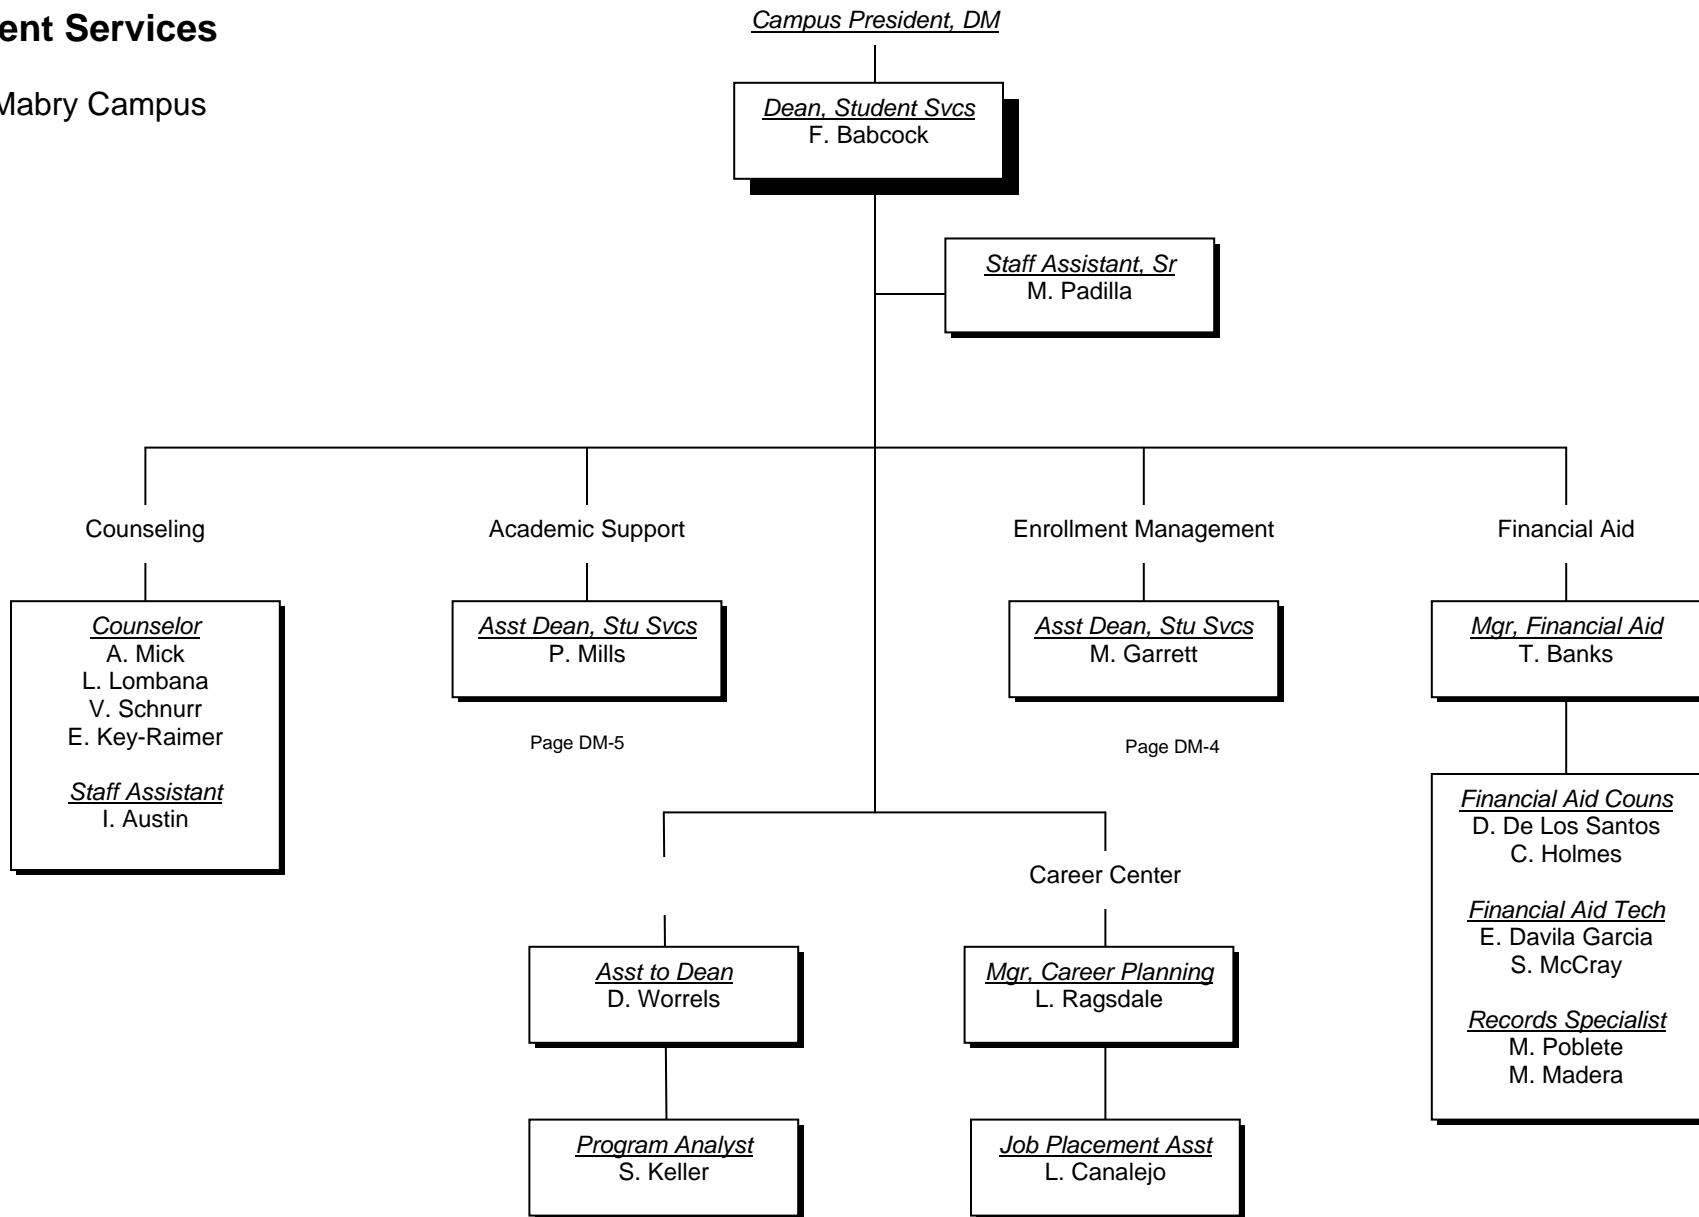 ent Services
Mabry Campus
Campus President, DM
Dean, Student Svcs
F. Babcock
Staff Assistant, Sr
M. Padilla
Counseling
Academic Support
Enrollment Management
Financial Aid
Counselor
A. Mick
L. Lombana
V. Schnurr
E. Key-Raimer
Staff Assistant
I. Austin
Asst Dean, Stu Svcs
P. Mills
Page DM-5
Asst Dean, Stu Svcs
M. Garrett
Page DM-4
Mgr, Financial Aid
T. Banks
Financial Aid Couns
D. De Los Santos
C. Holmes
Financial Aid Tech
E. Davila Garcia
S. McCray
Records Specialist
M. Poblete
M. Madera
Career Center
Asst to Dean
D. Worrels
Mgr, Career Planning
L. Ragsdale
Program Analyst
S. Keller
Job Placement Asst
L. Canalejo